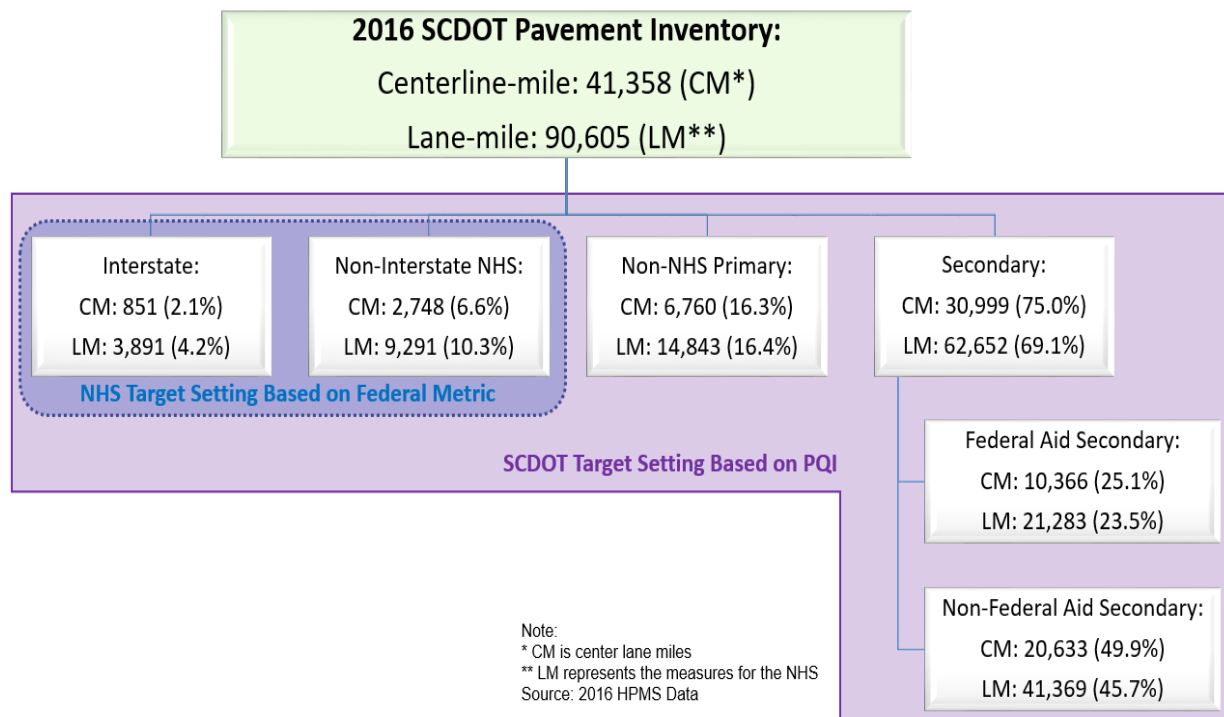 2016 SCDOT Pavement Inventory:
Centerline-mile: 41,358 (CM*)
Lane-mile: 90,605 (LM**)
Interstate:
CM: 851 (2.1%)
LM: 3,891 (4.2%)
Non-Interstate NHS:
CM: 2,748 (6.6%)
LM: 9,291 (10.3%)
Non-NHS Primary:
CM: 6,760 (16.3%)
LM: 14,843 (16.4%)
Secondary:
CM: 30,999 (75.0%)
LM: 62,652 (69.1%)
NHS Target Setting Based on Federal Metric
SCDOT Target Setting Based on PQI
Federal Aid Secondary:
CM: 10,366 (25.1%)
LM: 21,283 (23.5%)
Non-Federal Aid Secondary:
CM: 20,633 (49.9%)
LM: 41,369 (45.7%)
Note:
* CM is center lane miles
** LM represents the measures for the NHS
Source: 2016 HPMS Data